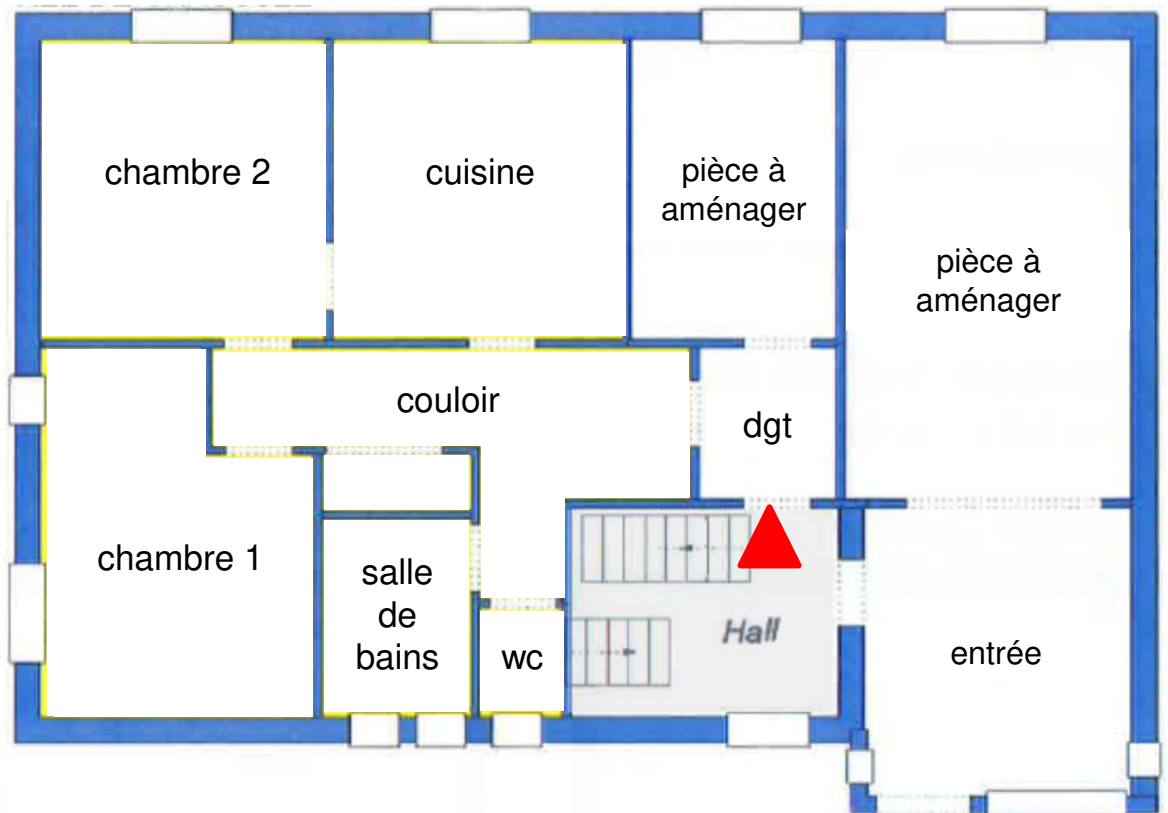 chambre 2
cuisine
pièce à
aménager
pièce à
aménager
couloir
dgt
chambre 1
salle
de
bains
wc
Hall
entrée